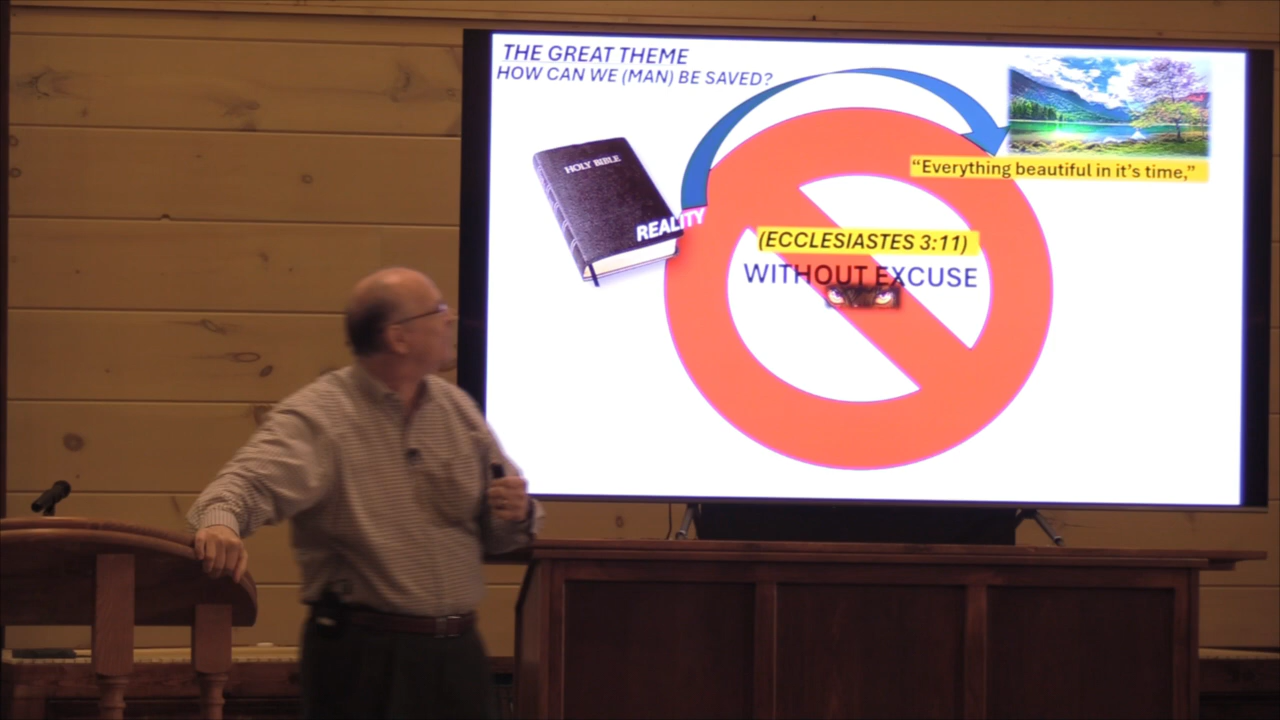 THE GREAT THEME
HOW CAN WE (MAN) BE SAVED?
HOLY BIBLE
REALITY
“Everything beautiful in it’s time,”
(ECCLESIASTES 3:11)
WITHOUT EXCUSE